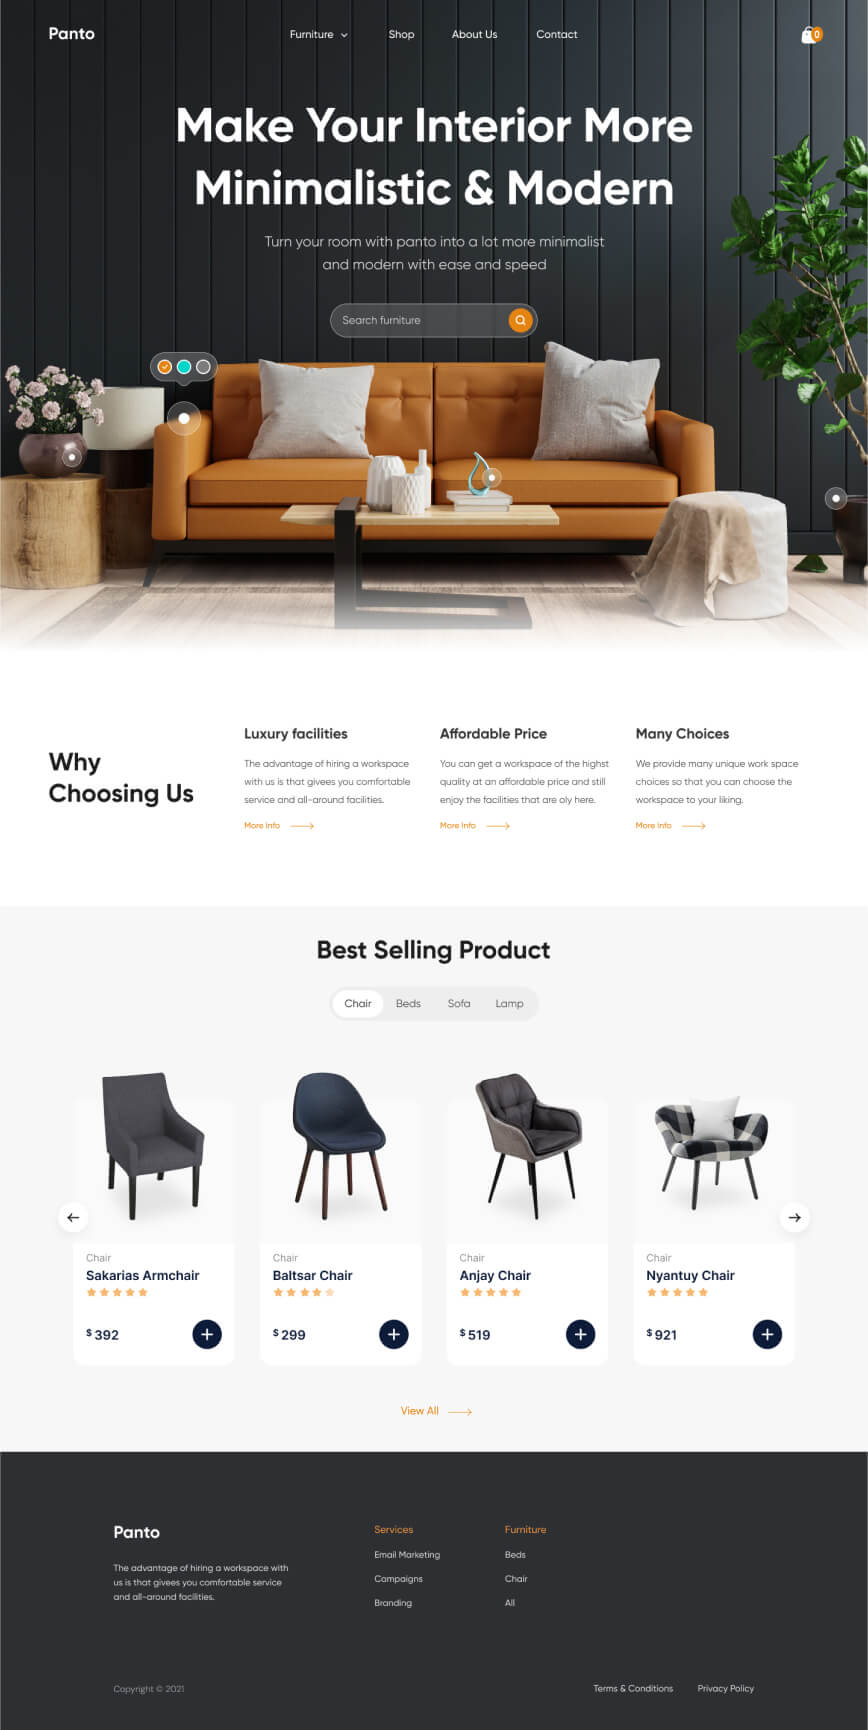 Panto
Furniture
Shop
About Us
Contact
0
Make Your Interior More
Minimalistic & Modern
Turn your room with panto into a lot more minimalist
and modern with ease and speed
Search furniture
Why
Choosing Us
Luxury facilities
The advantage of hiring a workspace
with us is that givees you comfortable
service and all-around facilities.
More Info
Affordable Price
You can get a workspace of the highst
quality at an affordable price and still
enjoy the facilities that are oly here.
More Info
Many Choices
We provide many unique work space
choices so that you can choose the
workspace to your liking.
More Info
Best Selling Product
Chair
Beds
Sofa
Lamp
Chair
Sakarias Armchair
$ 392
Chair
Baltsar Chair
$ 299
Chair
Anjay Chair
$ 519
Chair
Nyantuy Chair
$ 921
View All
Panto
The advantage of hiring a workspace with
us is that givees you comfortable service
and all-around facilities.
Services
Email Marketing
Campaigns
Branding
Furniture
Beds
Chair
All
Copyright © 2021
Terms & Conditions
Privacy Policy